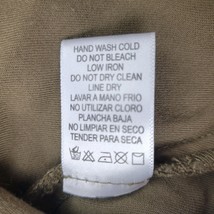 HAND WASH COLD
DO NOT BLEACH
LOW IRON
DO NOT DRY CLEAN
LINE DRY
LAVAR A MANO FRIO
NO UTILIZAR CLORO
PLANCHA BAJA
NO LIMPIAR EN SECO
TENDER PARA SECAR